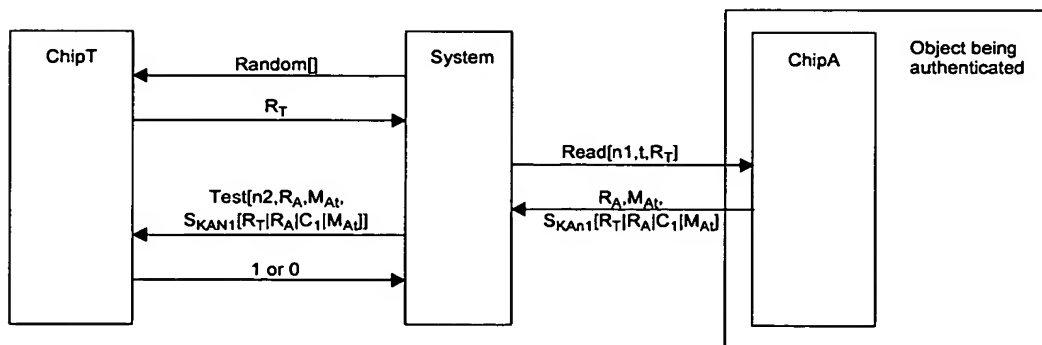 ChipT
System
ChipA
Object being
authenticated
Random[]
R_T
Read[n1,t,R_T]
R_A,M_At,
S_KAn1[R_T|R_A|C_1|M_At]
Test[n2,R_A,M_At,
S_KAN1[R_T|R_A|C_1|M_At]]
1 or 0